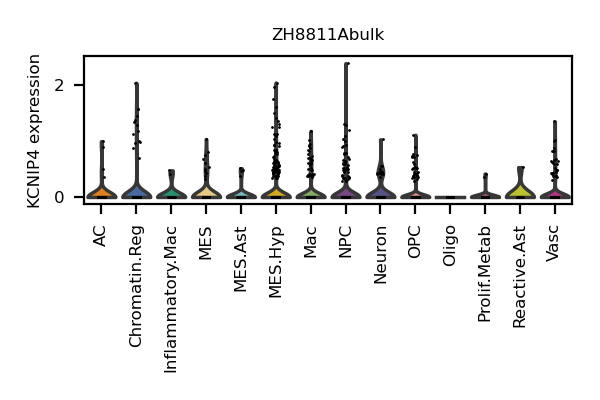 ZH8811Abulk
KCNIP4 expression
2
0
AC
Chromatin.Reg
Inflammatory.Mac
MES
MES.Ast
MES.Hyp
Mac
NPC
Neuron
OPC
Oligo
Prolif.Metab
Reactive.Ast
Vasc